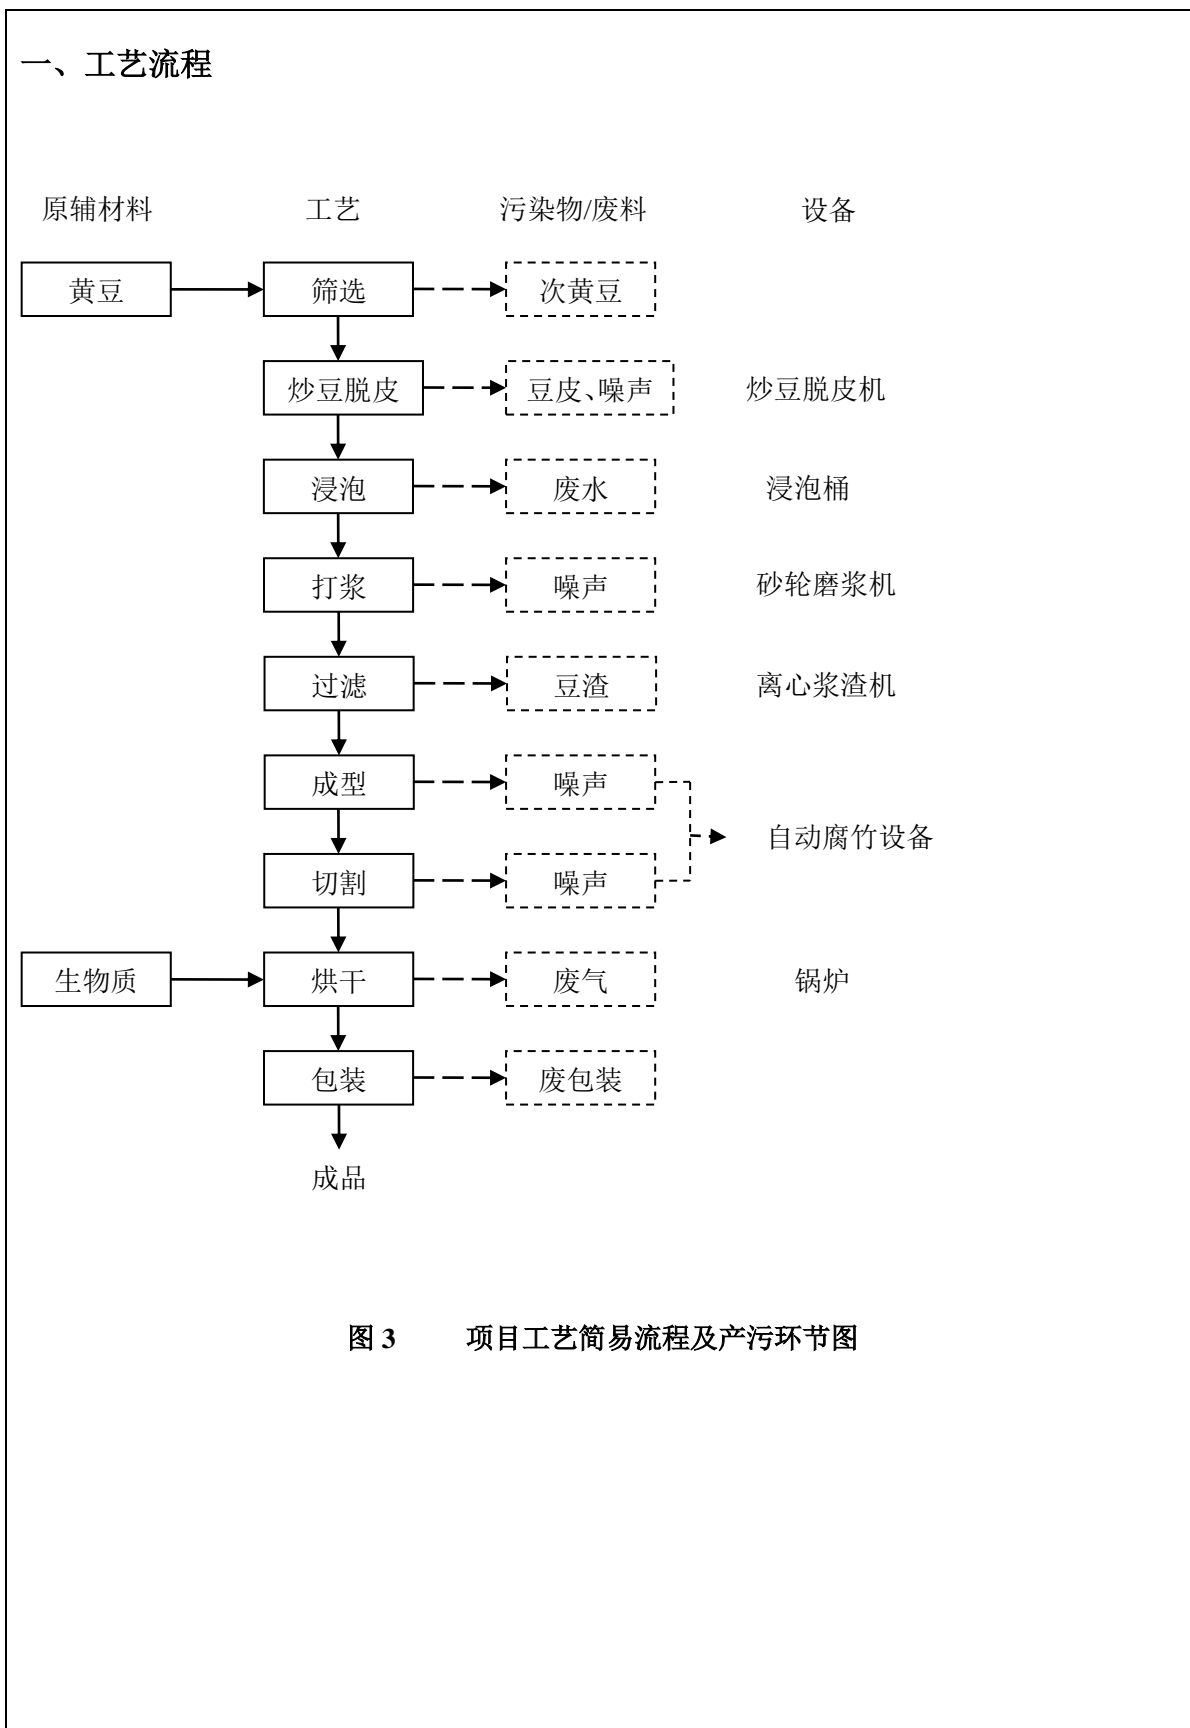 一、工艺流程
原辅材料 工艺 污染物/废料 设备
黄豆 筛选 次黄豆
炒豆脱皮 豆皮、噪声 炒豆脱皮机
浸泡 废水 浸泡桶
打浆 噪声 砂轮磨浆机
过滤 豆渣 离心浆渣机
成型 噪声
自动腐竹设备
切割 噪声
生物质 烘干 废气 锅炉
包装 废包装
成品
图 3 项目工艺简易流程及产污环节图